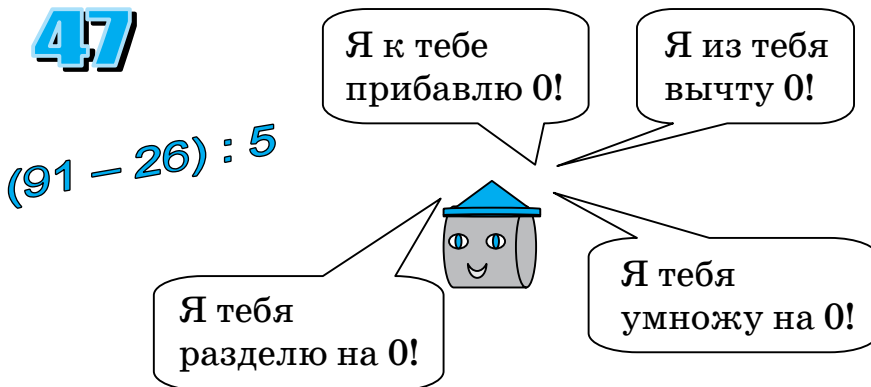 47
Я к тебе
прибавлю 0!
Я из тебя
вычту 0!
(91 – 26) : 5
Я тебя
разделю на 0!
Я тебя
умножу на 0!